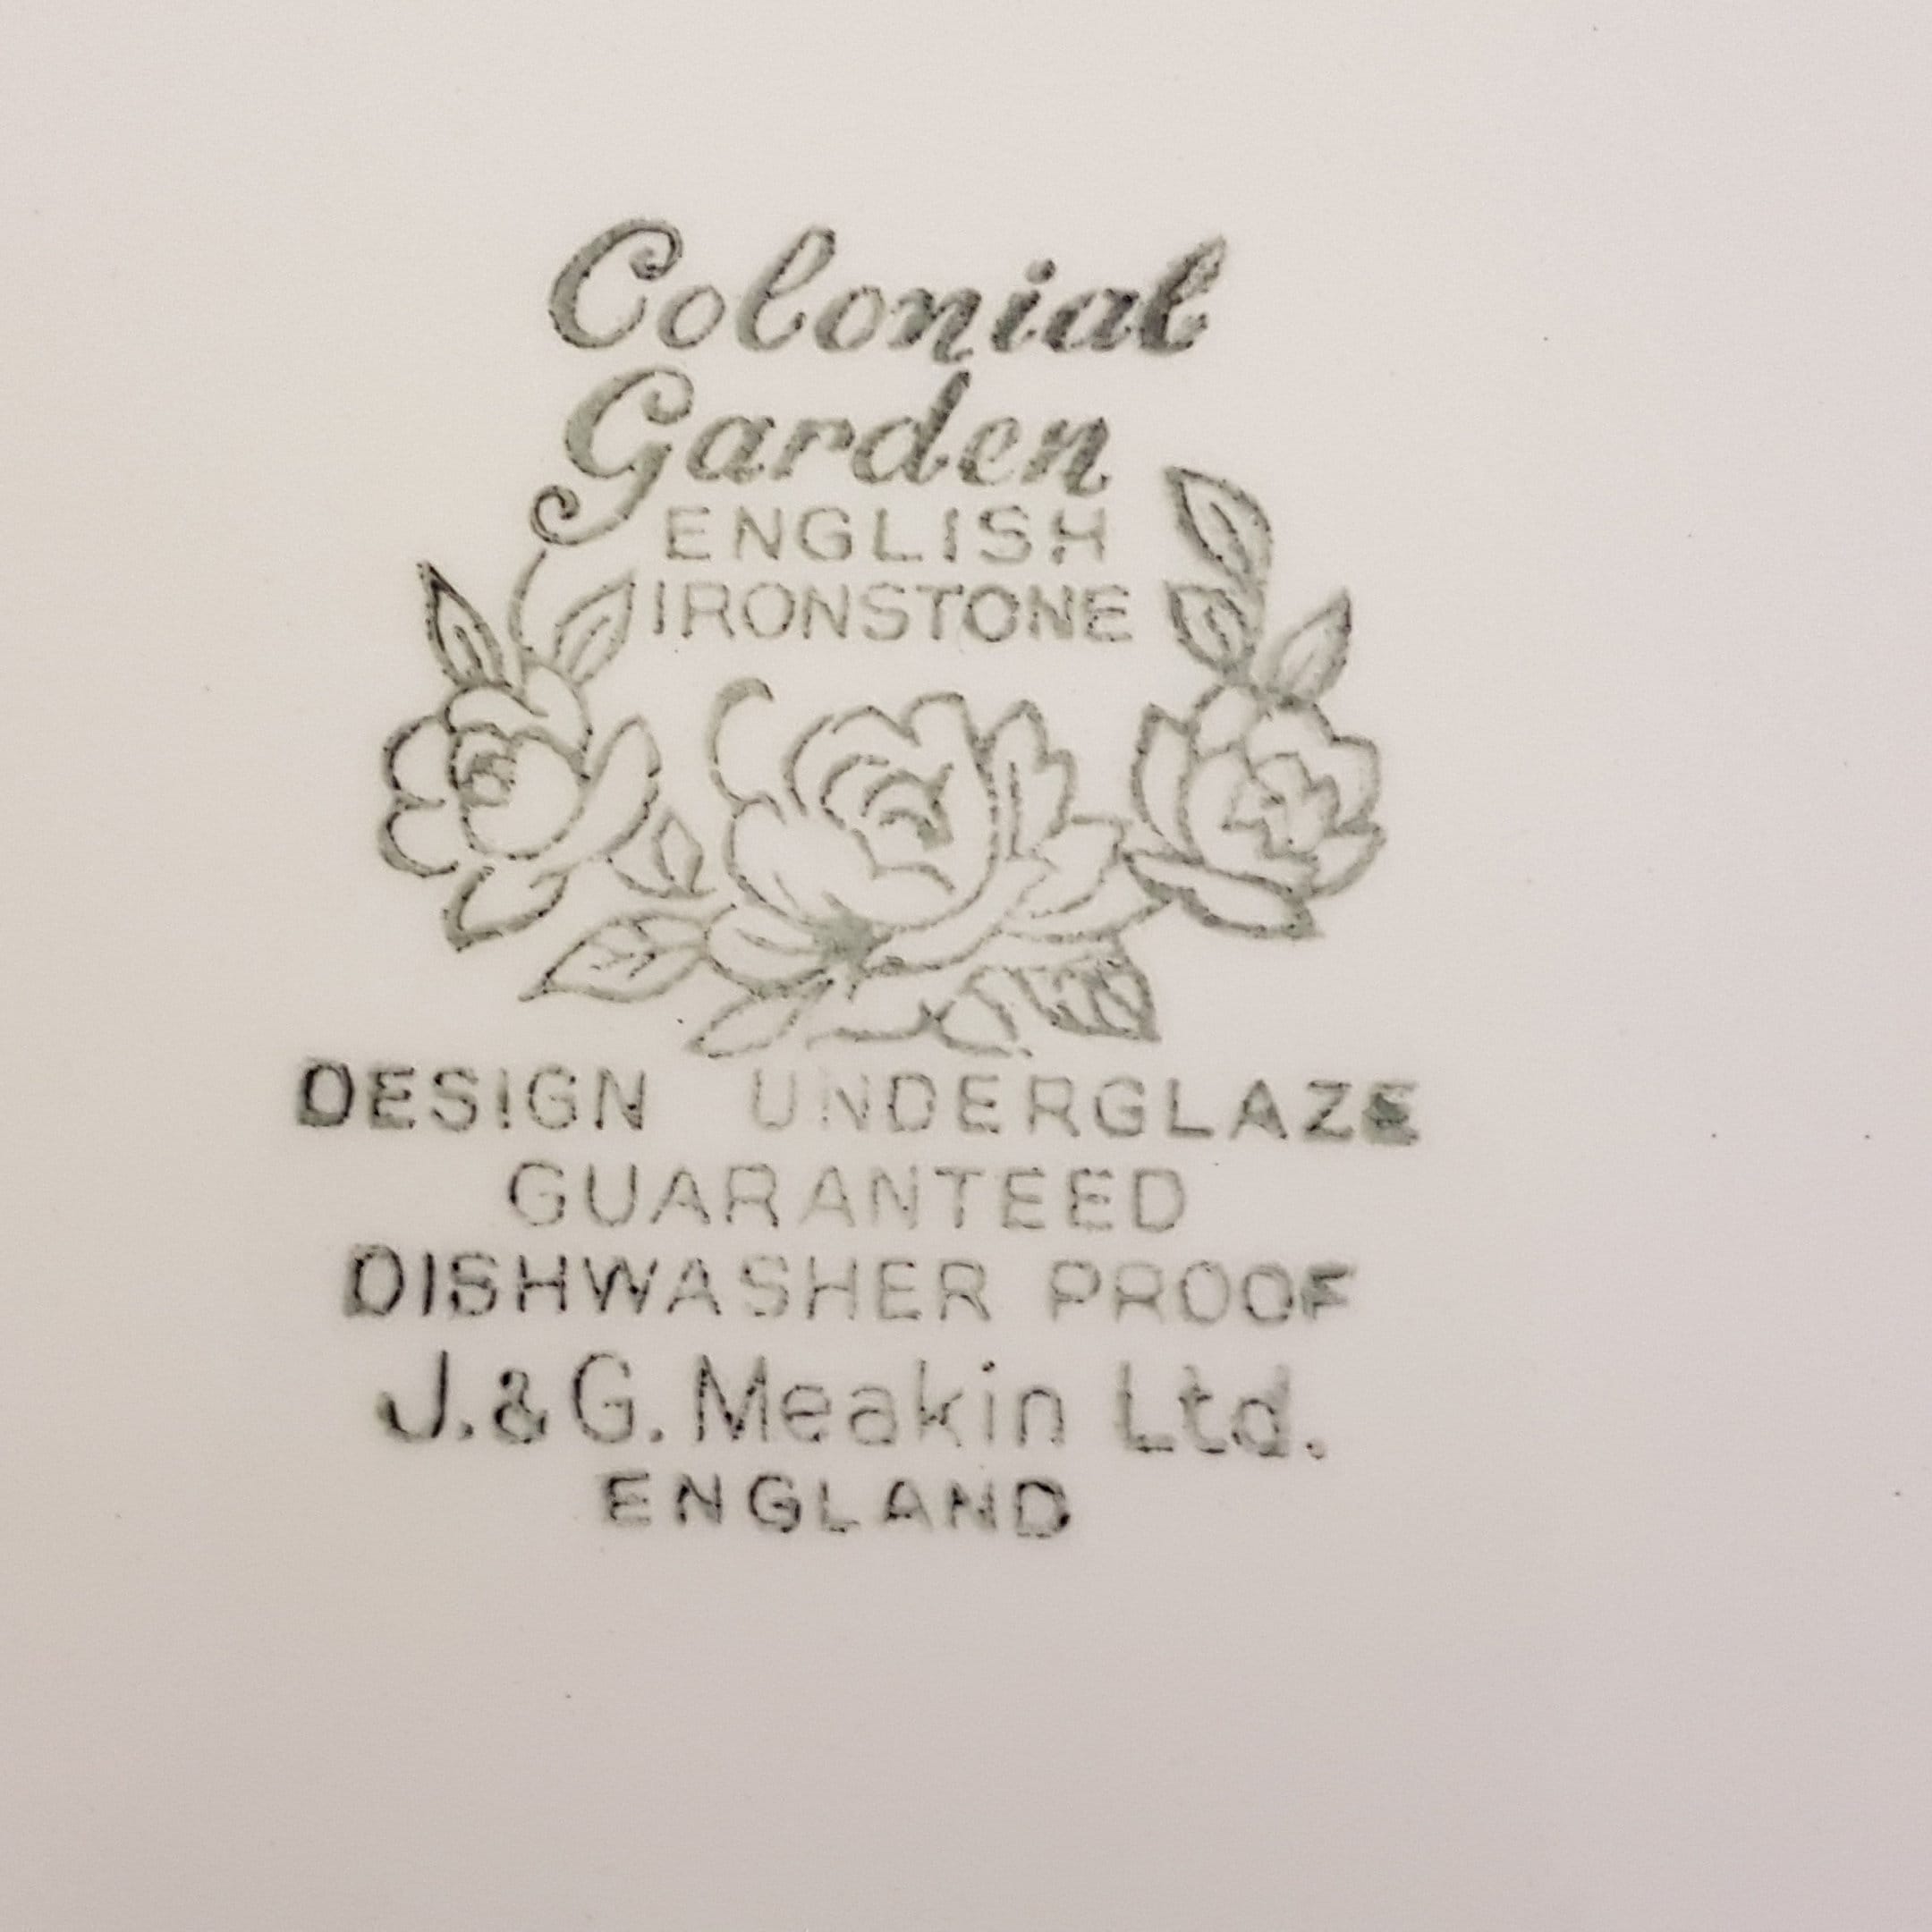 Colonial
Garden
ENGLISH
IRONSTONE
DESIGN UNDERGLAZE
GUARANTEED
DISHWASHER PROOF
J.&G. Meakin Ltd.
ENGLAND